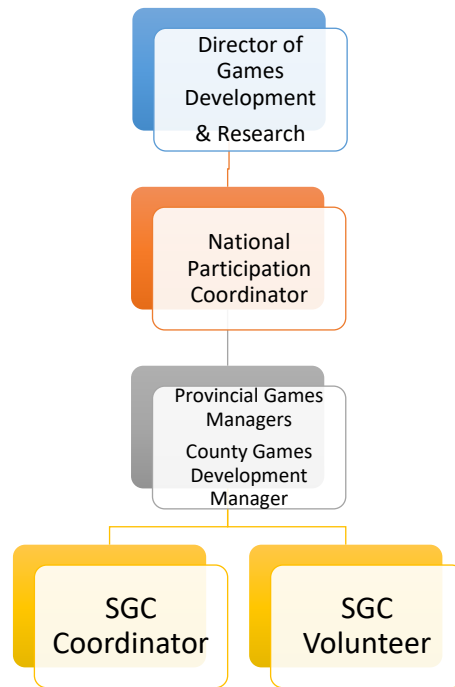 Director of
Games
Development
& Research
National
Participation
Coordinator
Provincial Games
Managers
County Games
Development
Manager
SGC
Coordinator
SGC
Volunteer